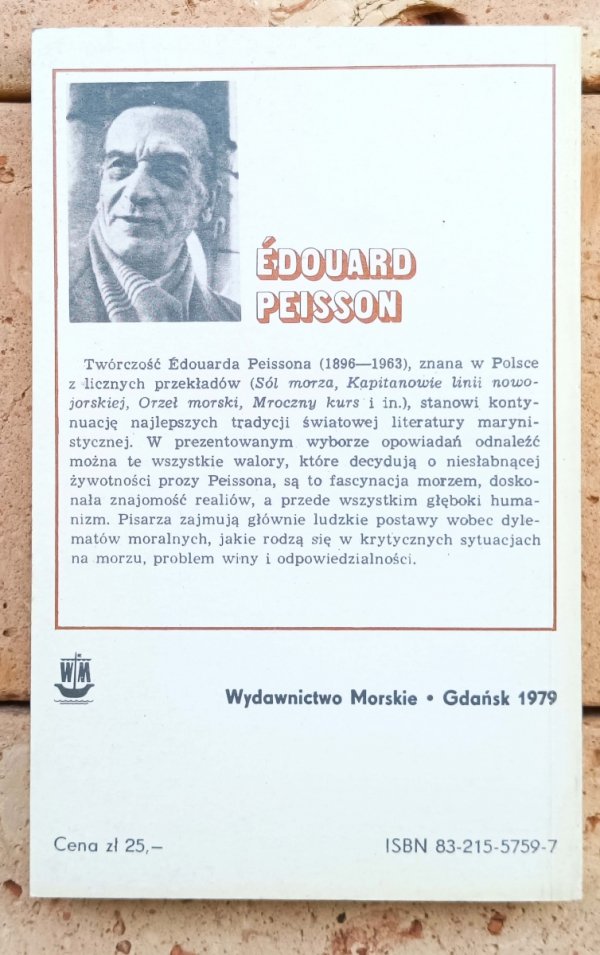 ÉDOUARD
PEISSON
Twórczość Édouarda Peissona (1896—1963), znana w Polsce
z licznych przekładów (Sól morza, Kapitanowie linii nowo-
jorskiej, Orzeł morski, Mroczny kurs i in.), stanowi konty-
nuację najlepszych tradycji światowej literatury maryni-
stycznej. W prezentowanym wyborze opowiadań odnaleźć
można te wszystkie walory, które decydują o niesłabnącej
żywotności prozy Peissona, są to fascynacja morzem, dosko-
nała znajomość realiów, a przede wszystkim głęboki huma-
nizm. Pisarza zajmują głównie ludzkie postawy wobec dyle-
matów moralnych, jakie rodzą się w krytycznych sytuacjach
na morzu, problem winy i odpowiedzialności.
WM
Wydawnictwo Morskie • Gdańsk 1979
Cena zł 25,—
ISBN 83-215-5759-7